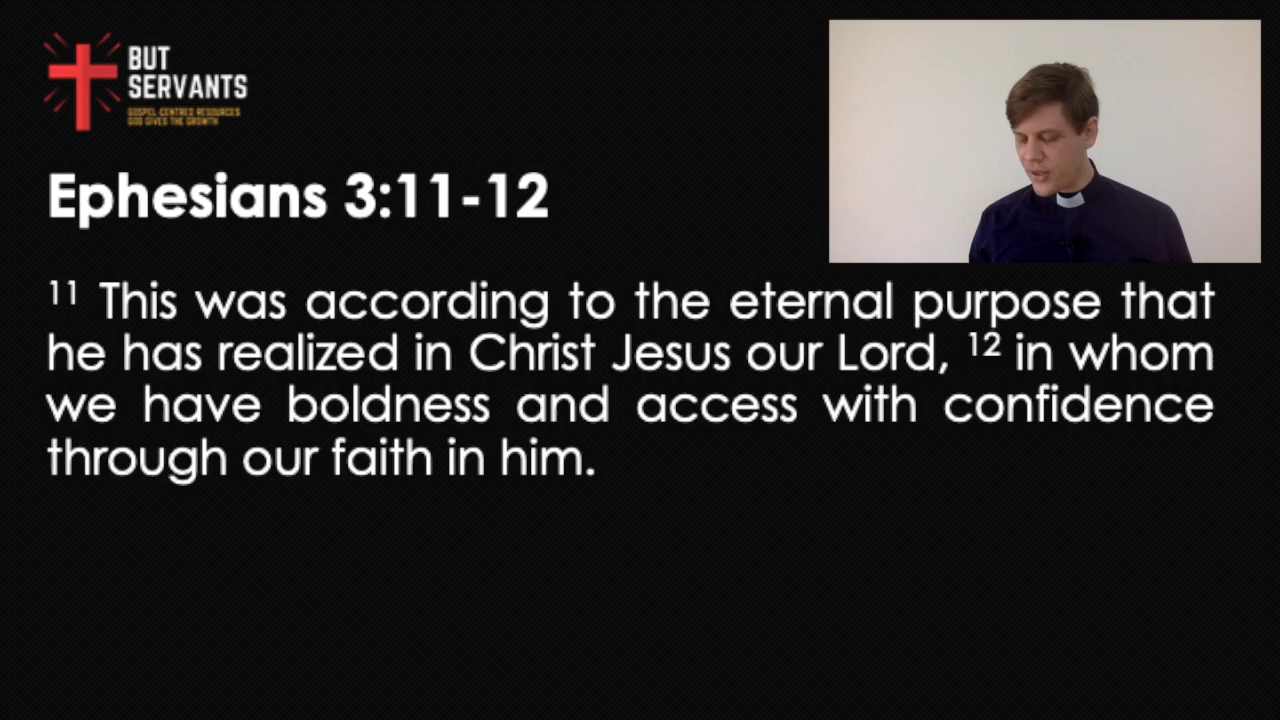 BUT
SERVANTS
GOSPEL CENTRED RESOURCES
GOD GIVES THE GROWTH
Ephesians 3:11-12
¹¹ This was according to the eternal purpose that
he has realized in Christ Jesus our Lord, ¹² in whom
we have boldness and access with confidence
through our faith in him.